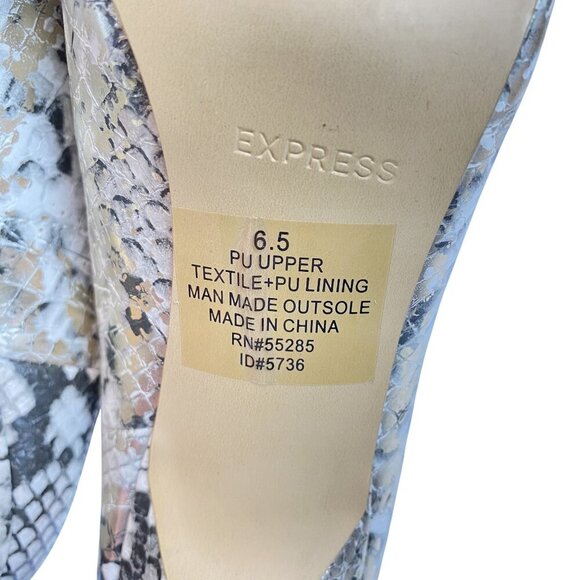 EXPRESS
6.5
PU UPPER
TEXTILE+PU LINING
MAN MADE OUTSOLE
MADE IN CHINA
RN#55285
ID#5736